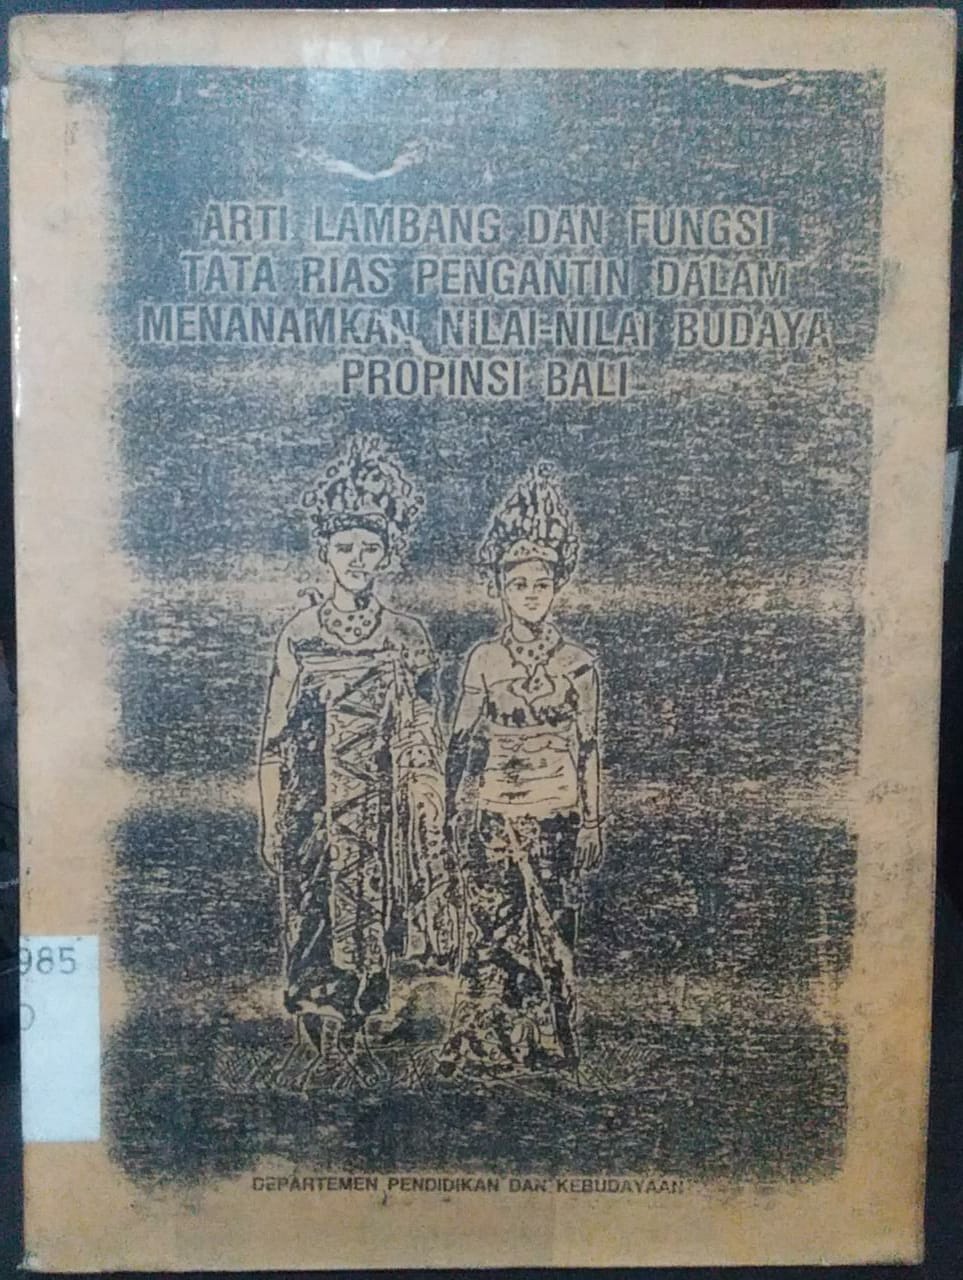 ARTI LAMBANG DAN FUNGSI
TATA RIAS PENGANTIN DALAM
MENANAMKAN NILAI-NILAI BUDAYA
PROPINSI BALI
985
DEPARTEMEN PENDIDIKAN DAN KEBUDAYAAN